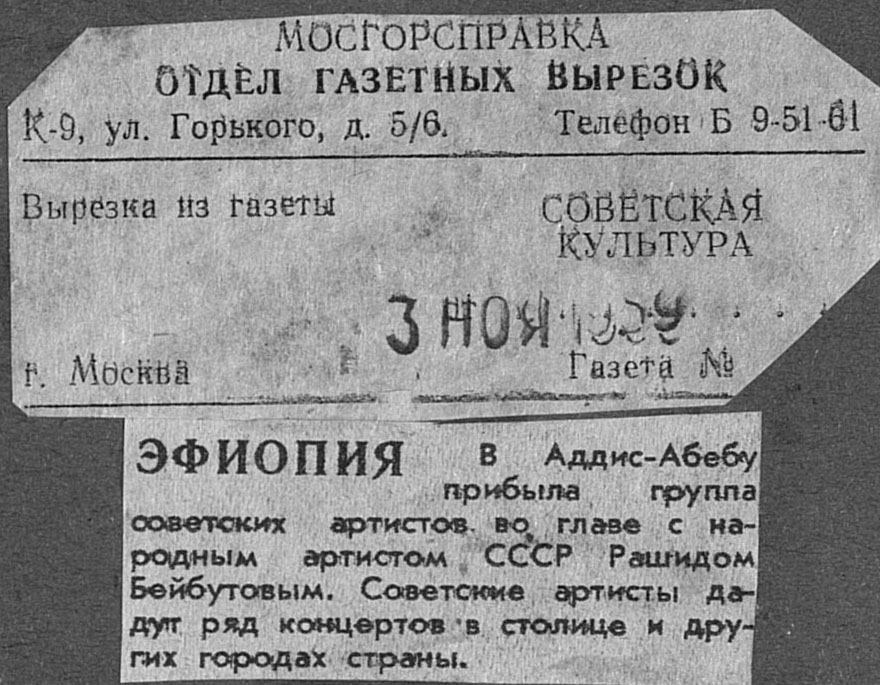 МОСГОРСПРАВКА
ОТДЕЛ ГАЗЕТНЫХ ВЫРЕЗОК
К-9, ул. Горького, д. 5/6. Телефон Б 9-51-61
Вырезка из газеты СОВЕТСКАЯ
КУЛЬТУРА
3 НОЯ
г. Москва Газета №
ЭФИОПИЯ В Аддис-Абебу
прибыла группа
советских артистов во главе с на-
родным артистом СССР Рашидом
Бейбутовым. Советские артисты да-
дут ряд концертов в столице и дру-
гих городах страны.